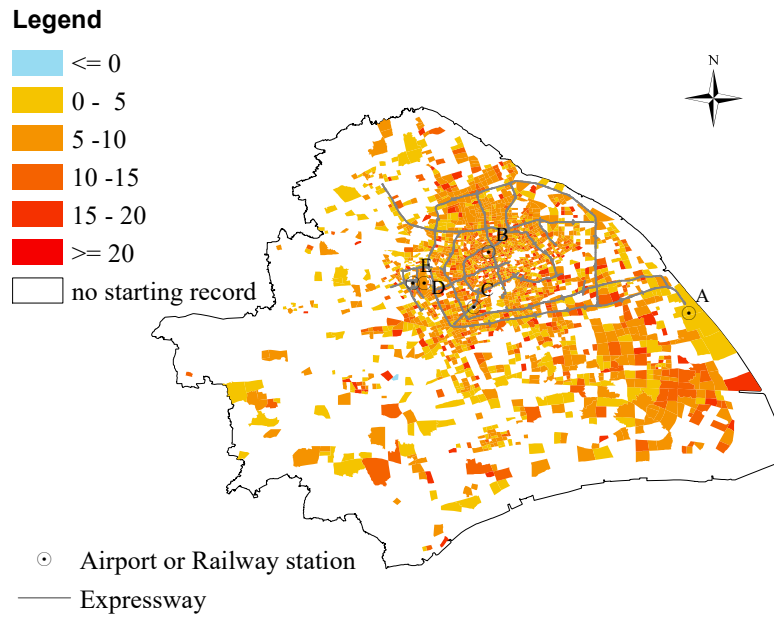 Legend
<= 0
0 - 5
5 -10
10 -15
15 - 20
>= 20
no starting record
N
B
E
D
C
A
Airport or Railway station
Expressway